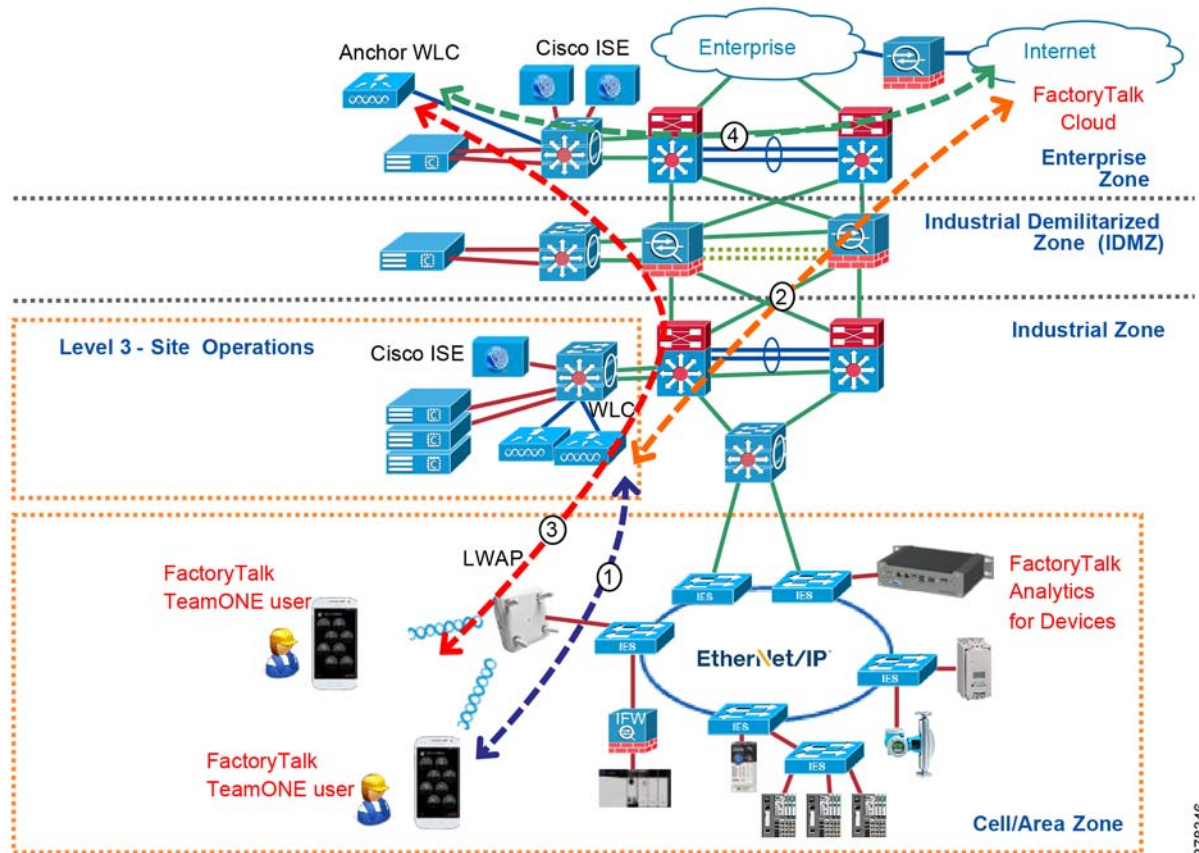 Anchor WLC
Cisco ISE
Enterprise
Internet
FactoryTalk
Cloud
4
Enterprise
Zone
Industrial Demilitarized
Zone (IDMZ)
2
Industrial Zone
Level 3 - Site Operations
Cisco ISE
WLC
3
1
LWAP
FactoryTalk
TeamONE user
FactoryTalk
TeamONE user
IES
IES
FactoryTalk
Analytics
for Devices
IES
EtherNet/IP
IES
IFW
IES
IES
Cell/Area Zone